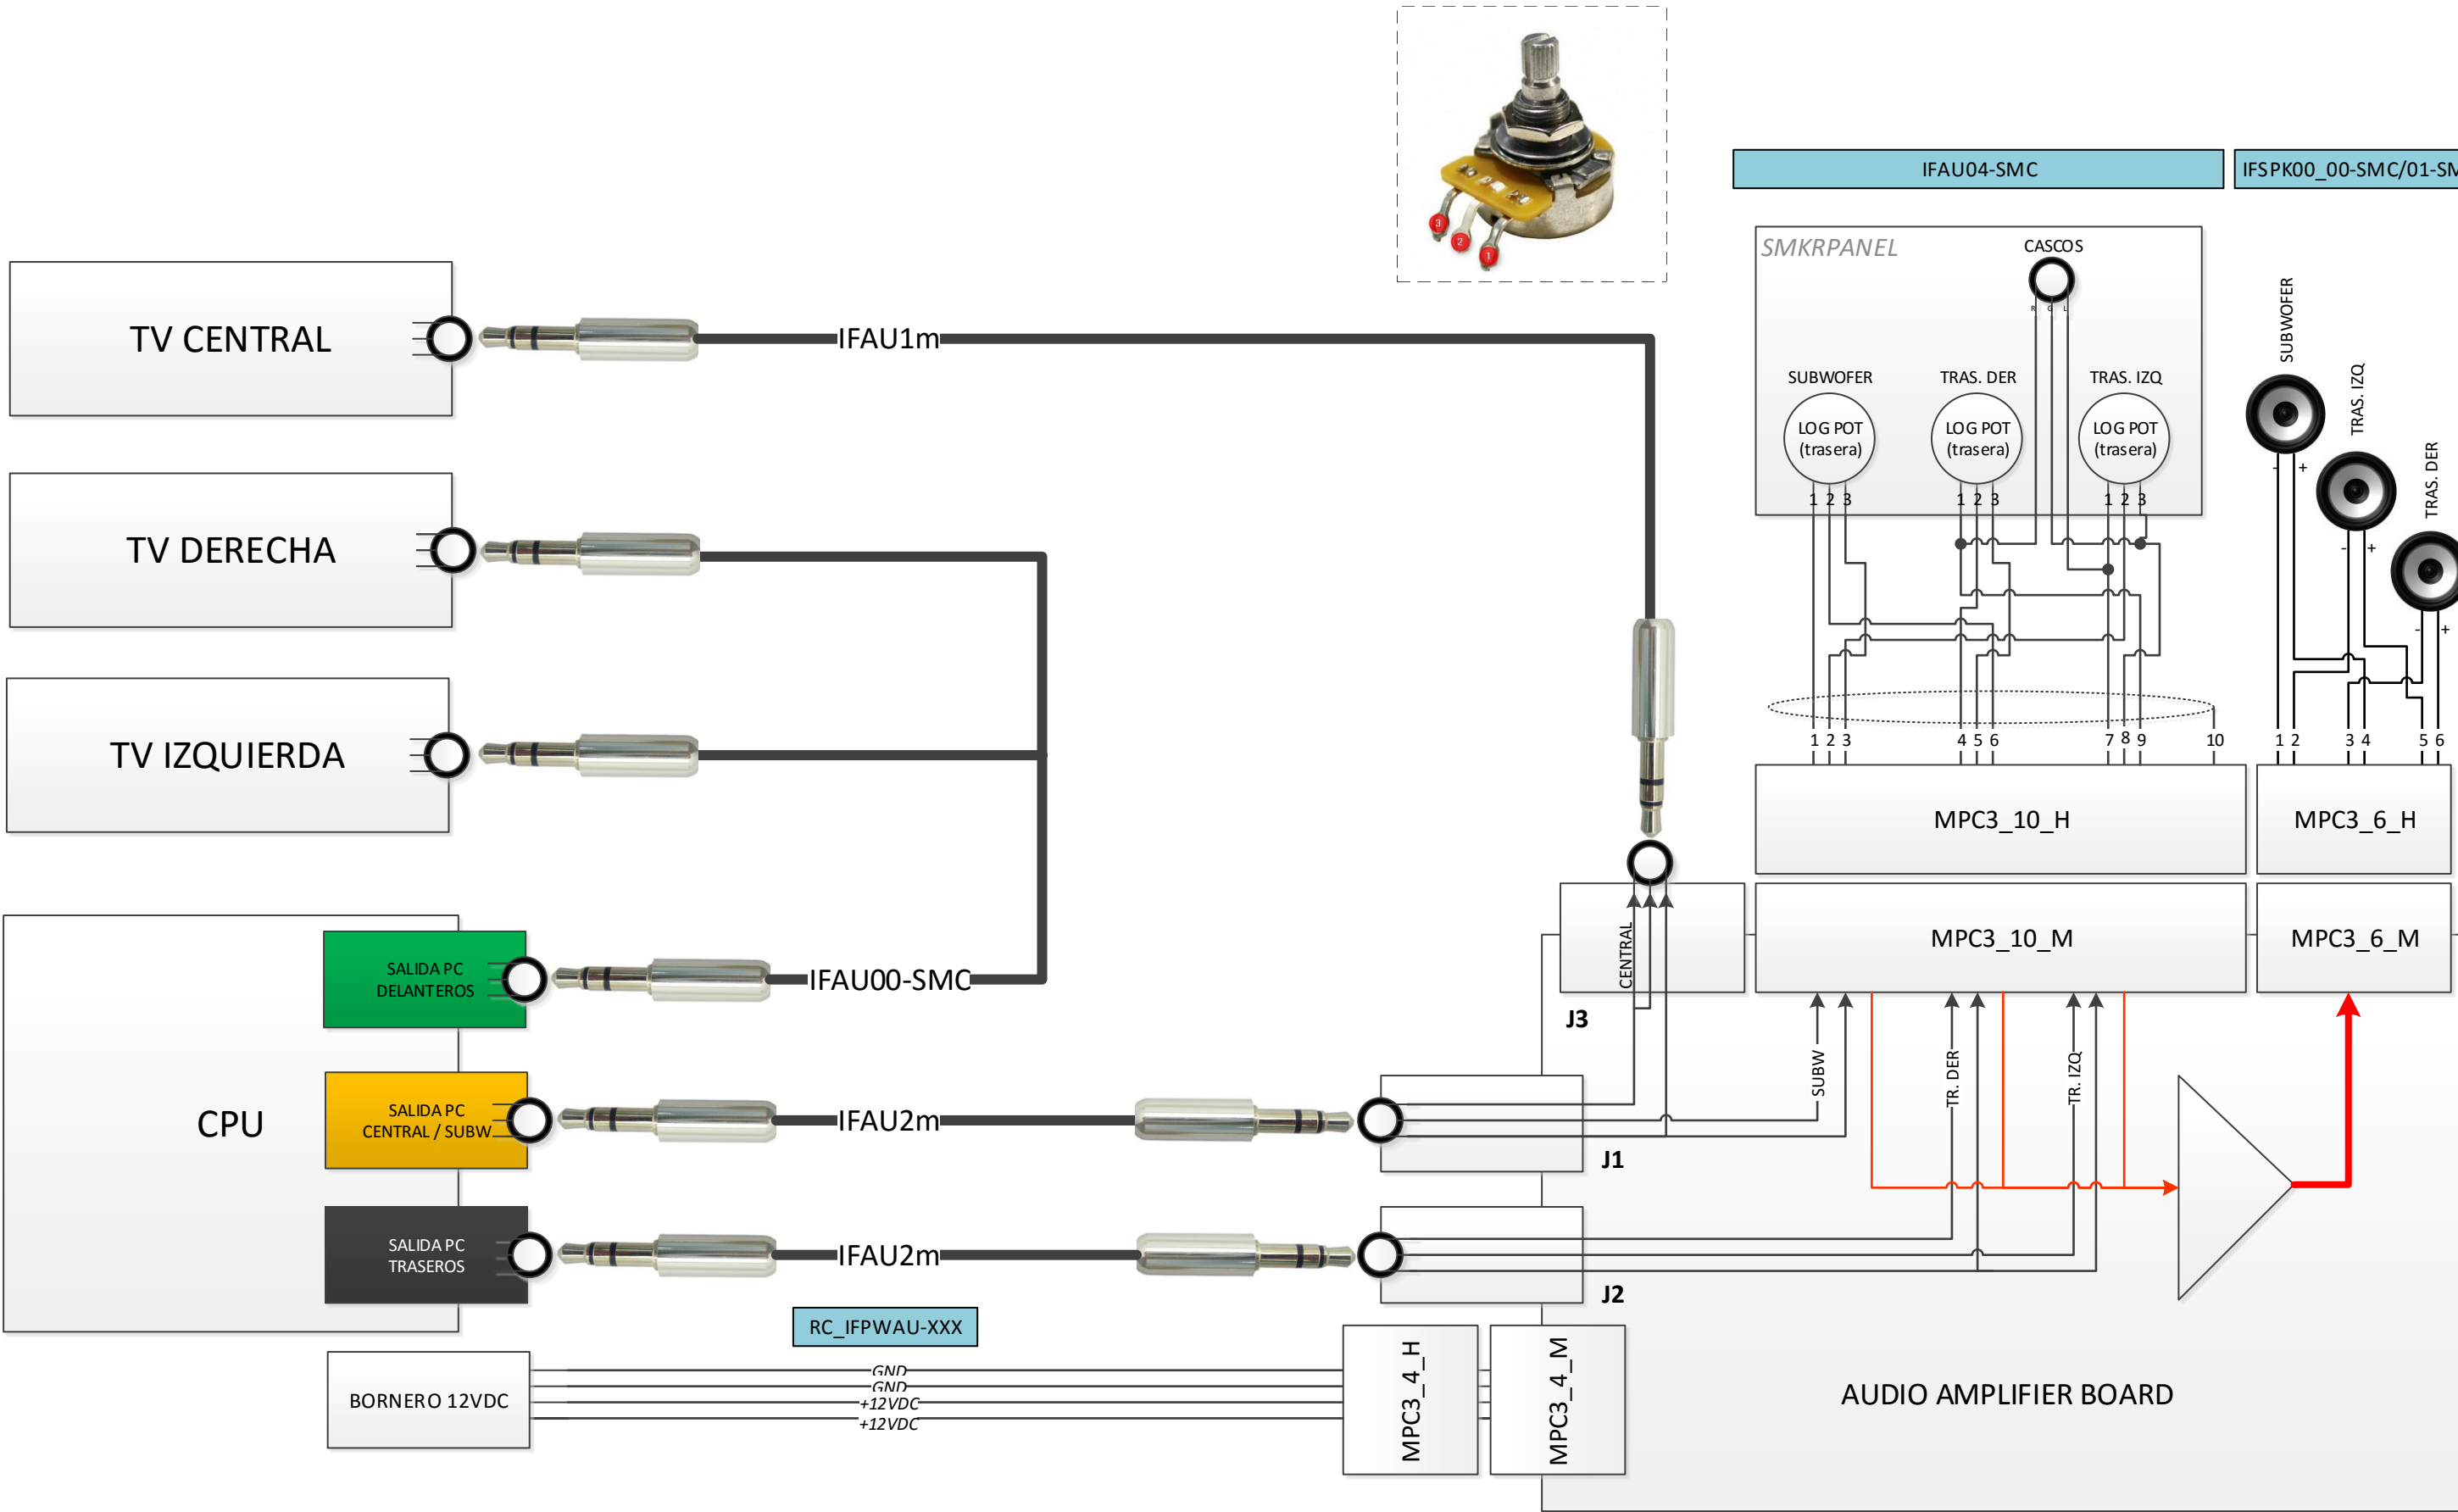 3
2
1
IFAU04-SMC
IFSPK00_00-SMC/01-SM
SMKRPANEL
CASCOS
R G L
SUBWOFER
TRAS. DER
TRAS. IZQ
LOG POT
(trasera)
LOG POT
(trasera)
LOG POT
(trasera)
1 2 3
1 2 3
1 2 3
SUBWOFER
- +
TRAS. IZQ
- +
TRAS. DER
- +
TV CENTRAL
IFAU1m
TV DERECHA
TV IZQUIERDA
1 2 3
4 5 6
7 8 9
10
1 2
3 4
5 6
MPC3_10_H
MPC3_6_H
CENTRAL
MPC3_10_M
MPC3_6_M
J3
CPU
SALIDA PC
DELANTEROS
IFAU00-SMC
SALIDA PC
CENTRAL / SUBW
IFAU2m
J1
SUBW
TR. DER
TR. IZQ
SALIDA PC
TRASEROS
IFAU2m
J2
RC_IFPWAU-XXX
BORNERO 12VDC
GND
GND
+12VDC
+12VDC
MPC3_4_H
MPC3_4_M
AUDIO AMPLIFIER BOARD